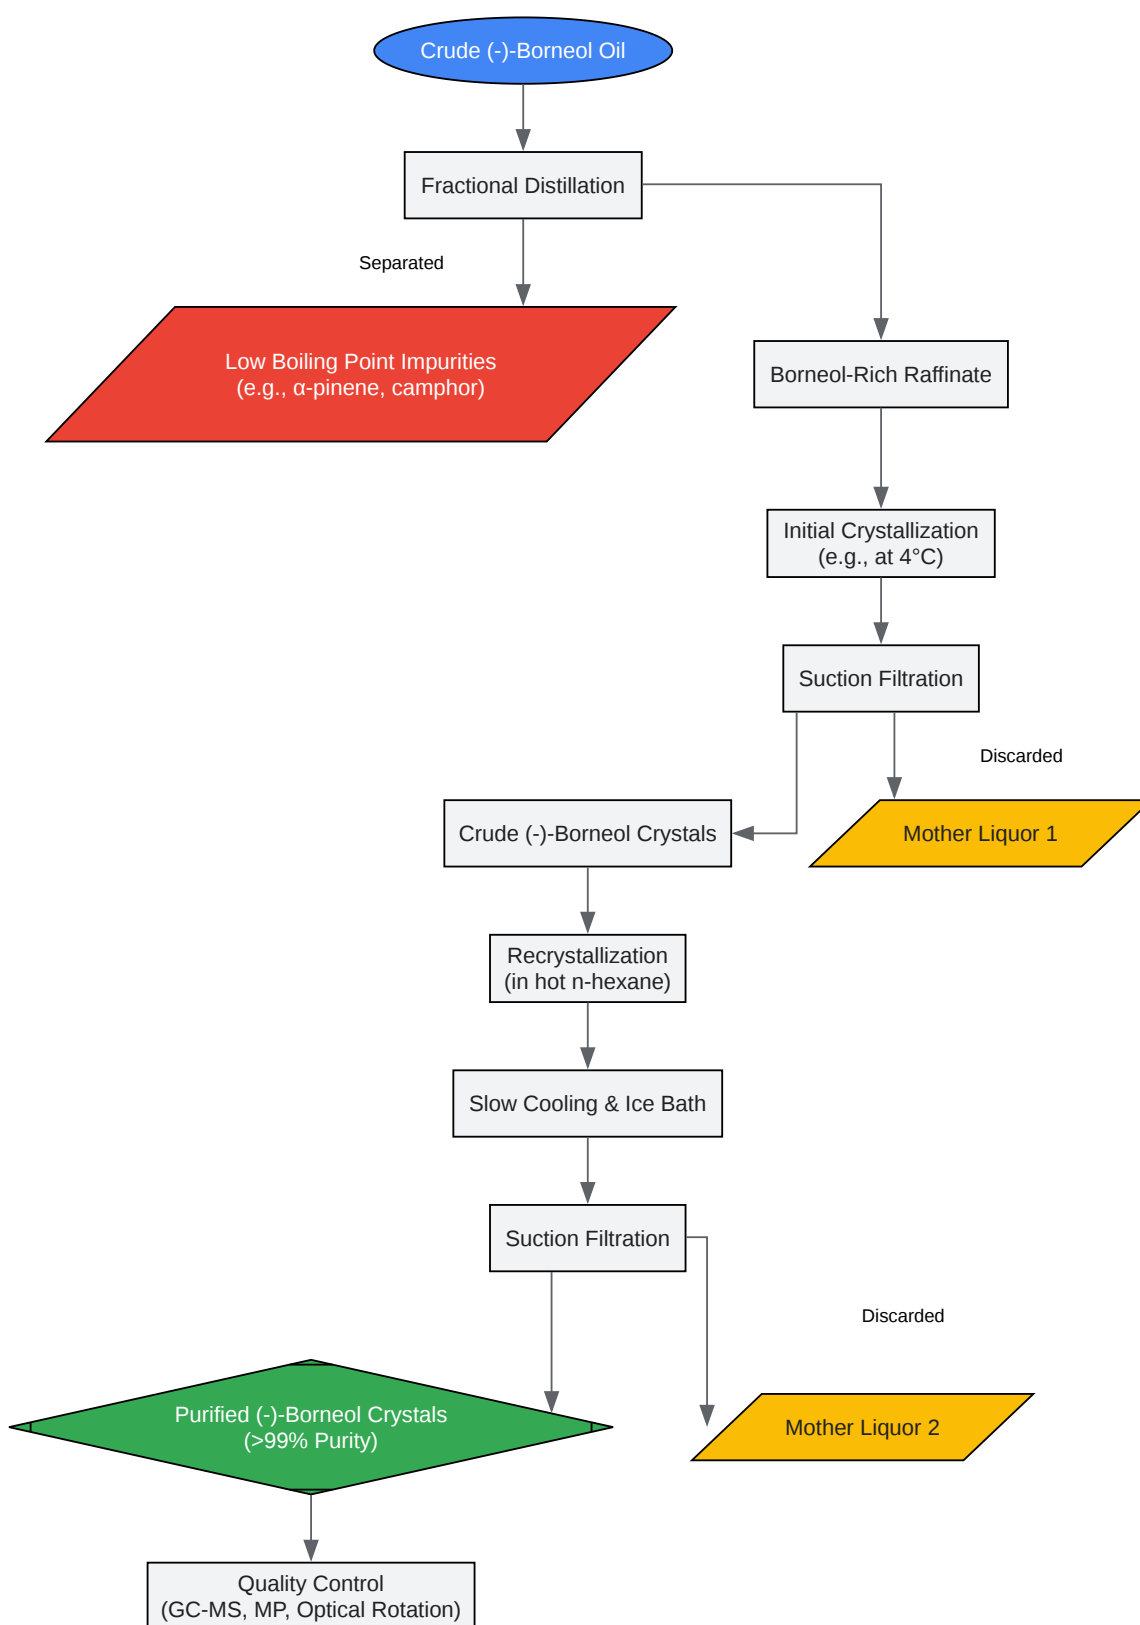 Crude (-)-Borneol Oil
Fractional Distillation
Separated
Low Boiling Point Impurities
(e.g., α-pinene, camphor)
Borneol-Rich Raffinate
Initial Crystallization
(e.g., at 4°C)
Suction Filtration
Discarded
Crude (-)-Borneol Crystals
Mother Liquor 1
Recrystallization
(in hot n-hexane)
Slow Cooling & Ice Bath
Suction Filtration
Discarded
Purified (-)-Borneol Crystals
(>99% Purity)
Mother Liquor 2
Quality Control
(GC-MS, MP, Optical Rotation)